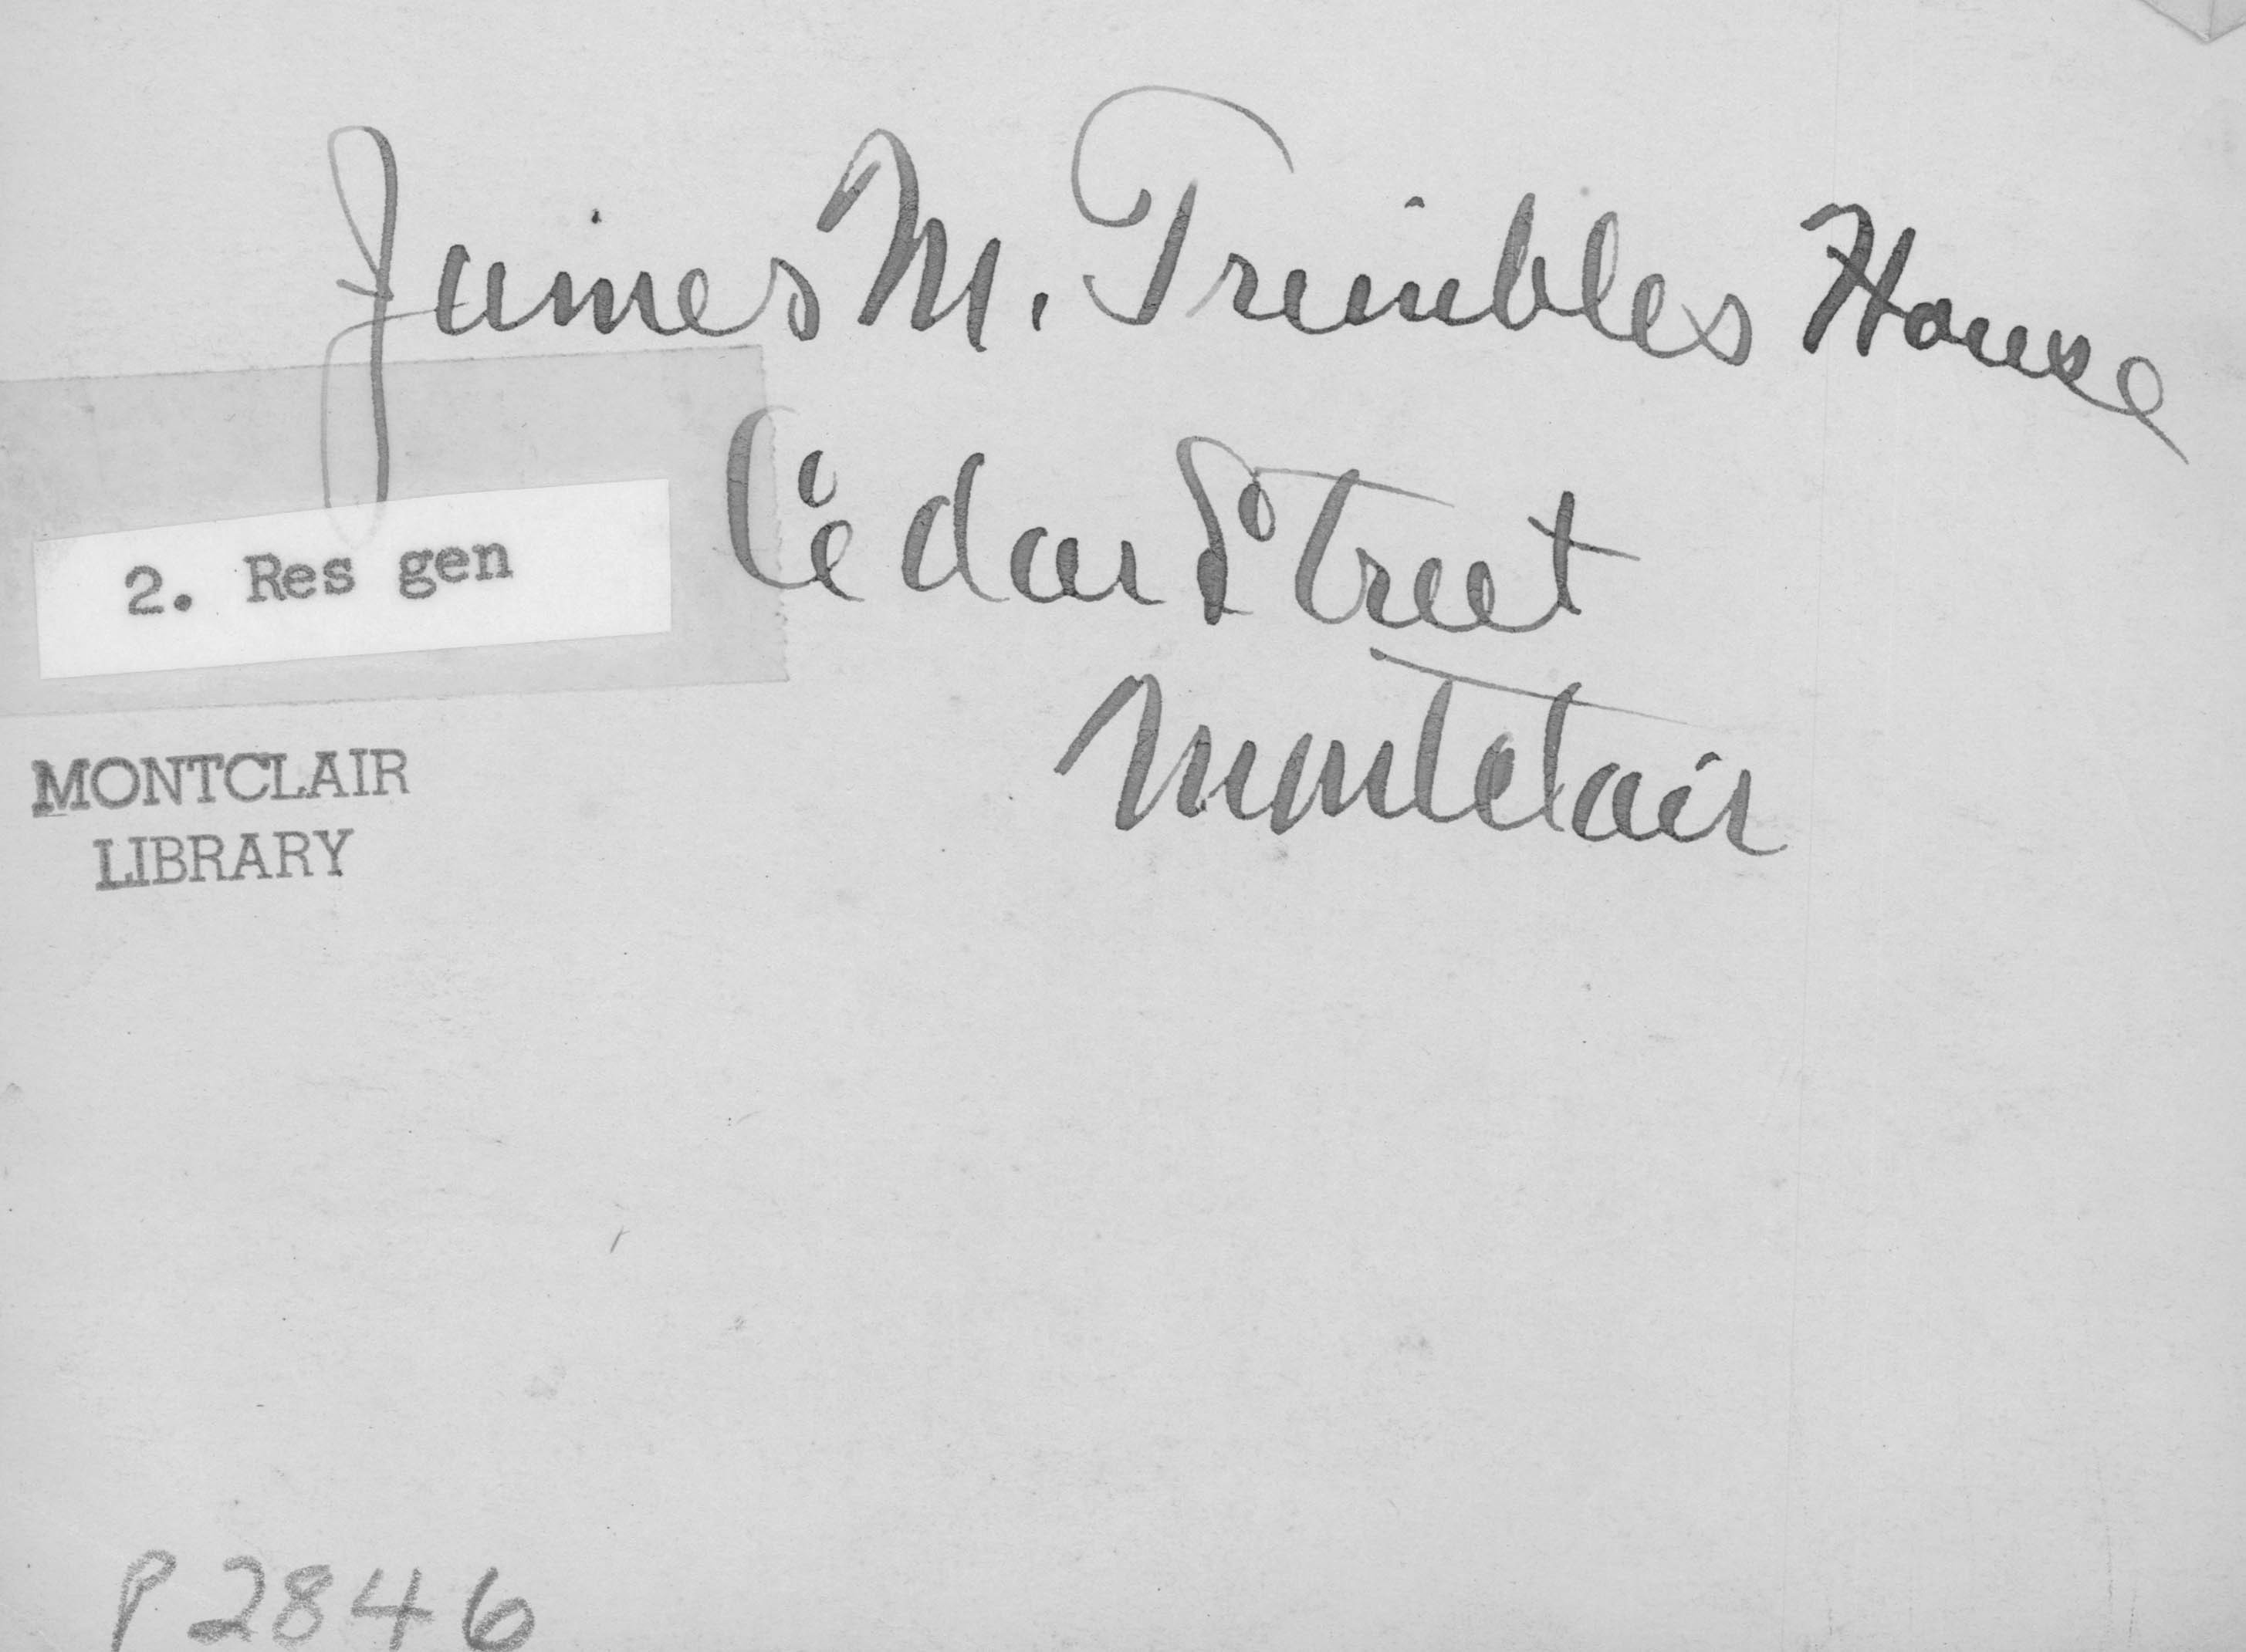 James M. Trimbles House
Cedar Street
Montclair
2. Res gen
MONTCLAIR
LIBRARY
P2846